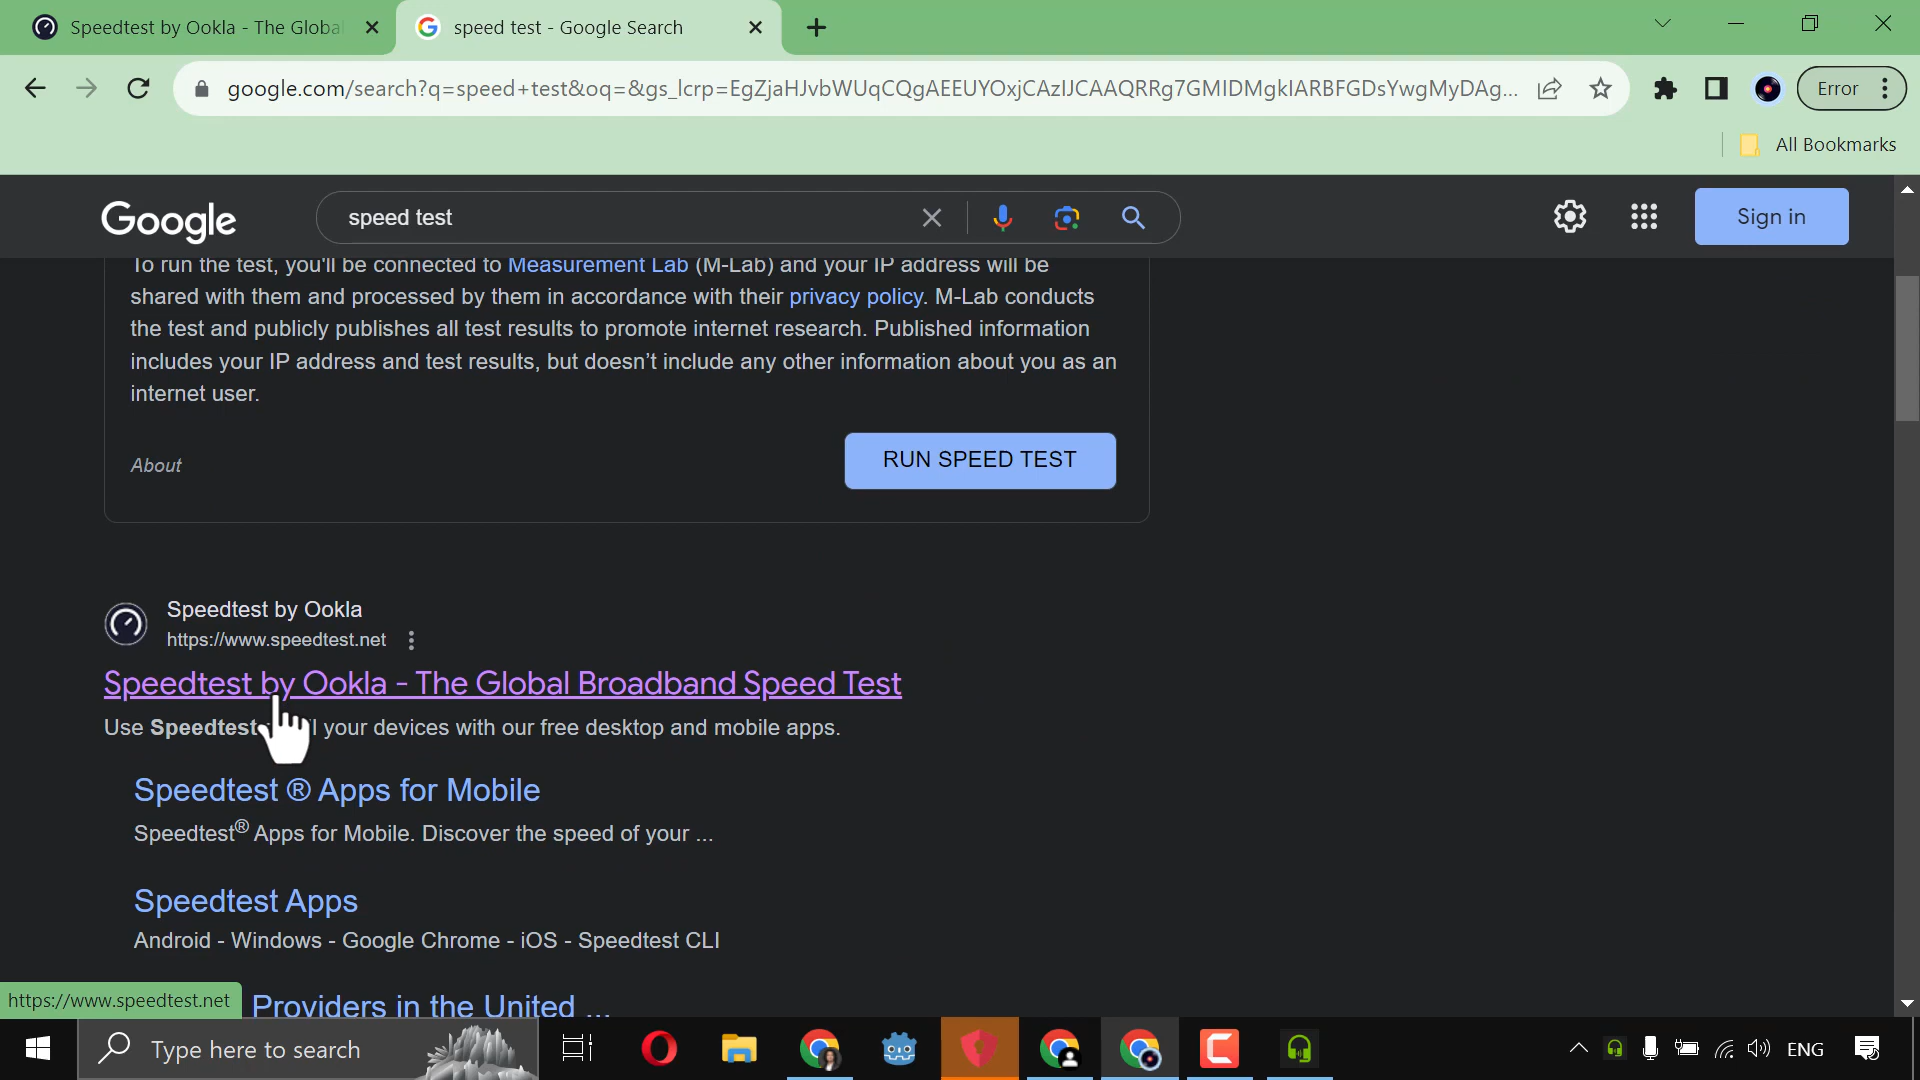 Speedtest by Ookla - The Globa
speed test - Google Search
google.com/search?q=speed+test&oq=&gs_lcrp=EgZjaHJvbWUqCQgAEEUYOxjCAzIJCAAQRRg7GMIDMgkIARBFGDsYwgMyDAg...
Error
All Bookmarks
Google
speed test
Sign in
To run the test, you'll be connected to Measurement Lab (M-Lab) and your IP address will be
shared with them and processed by them in accordance with their privacy policy. M-Lab conducts
the test and publicly publishes all test results to promote internet research. Published information
includes your IP address and test results, but doesn’t include any other information about you as an
internet user.
About
RUN SPEED TEST
Speedtest by Ookla
https://www.speedtest.net
Speedtest by Ookla - The Global Broadband Speed Test
Use Speedtest your devices with our free desktop and mobile apps.
Speedtest ® Apps for Mobile
Speedtest® Apps for Mobile. Discover the speed of your ...
Speedtest Apps
Android - Windows - Google Chrome - iOS - Speedtest CLI
https://www.speedtest.net
Providers in the United ...
Type here to search
ENG